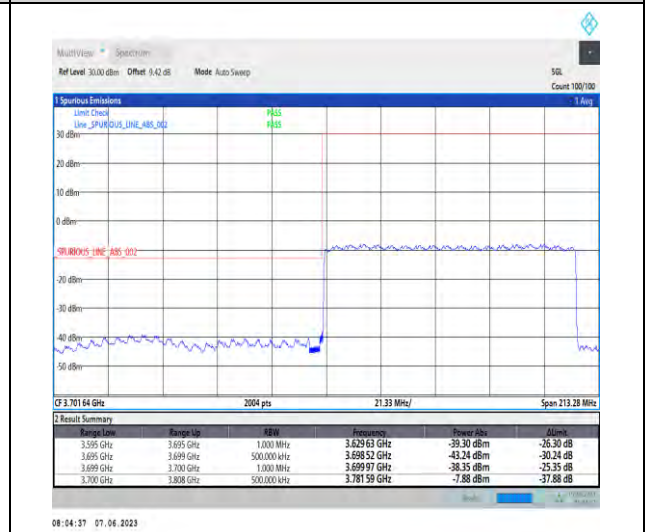 MultiView Spectrum
Ref Level 30.00 dBm Offset 9.42 dB Mode Auto Sweep SGL
Count 100/100
1 Spurious Emissions 1 Avg
Limit Check PASS
Line _SPURIOUS_LINE_ABS_002 PASS
30 dBm
20 dBm
10 dBm
0 dBm
_SPURIOUS_LINE_ABS_002
-20 dBm
-30 dBm
-40 dBm
-50 dBm
CF 3.701 64 GHz 2004 pts 21.33 MHz/ Span 213.28 MHz
2 Result Summary
Range Low Range Up RBW Frequency Power Abs ΔLimit
3.595 GHz 3.695 GHz 1.000 MHz 3.629 63 GHz -39.30 dBm -26.30 dB
3.695 GHz 3.699 GHz 500.000 kHz 3.698 52 GHz -43.24 dBm -30.24 dB
3.699 GHz 3.700 GHz 1.000 MHz 3.699 97 GHz -38.35 dBm -25.35 dB
3.700 GHz 3.808 GHz 500.000 kHz 3.781 59 GHz -7.88 dBm -37.88 dB
08:04:37 07.06.2023